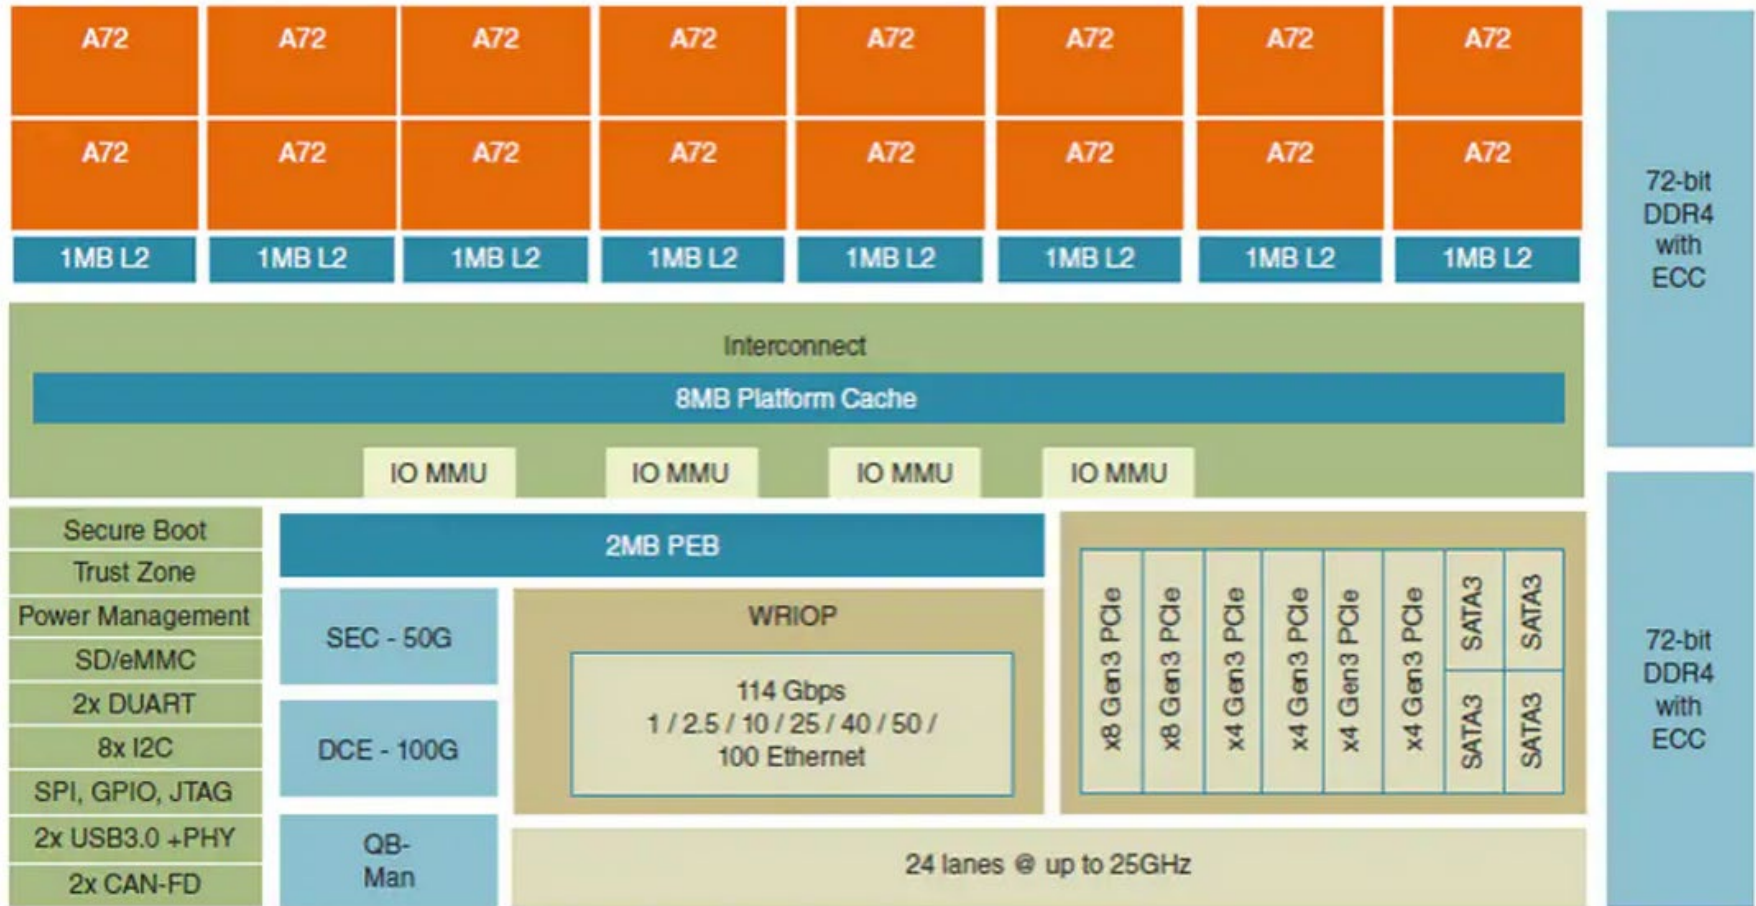 A72 A72 A72 A72 A72 A72 A72 A72
A72 A72 A72 A72 A72 A72 A72 A72
1MB L2 1MB L2 1MB L2 1MB L2 1MB L2 1MB L2 1MB L2 1MB L2
72-bit
DDR4
with
ECC
Interconnect
8MB Platform Cache
IO MMU IO MMU IO MMU IO MMU
Secure Boot
Trust Zone
Power Management
SD/eMMC
2x DUART
8x I2C
SPI, GPIO, JTAG
2x USB3.0 +PHY
2x CAN-FD
2MB PEB
SEC - 50G
DCE - 100G
QB-
Man
WRIOP
114 Gbps
1 / 2.5 / 10 / 25 / 40 / 50 /
100 Ethernet
x8 Gen3 PCIe
x8 Gen3 PCIe
x4 Gen3 PCIe
x4 Gen3 PCIe
x4 Gen3 PCIe
x4 Gen3 PCIe
SATA3
SATA3
SATA3
SATA3
24 lanes @ up to 25GHz
72-bit
DDR4
with
ECC